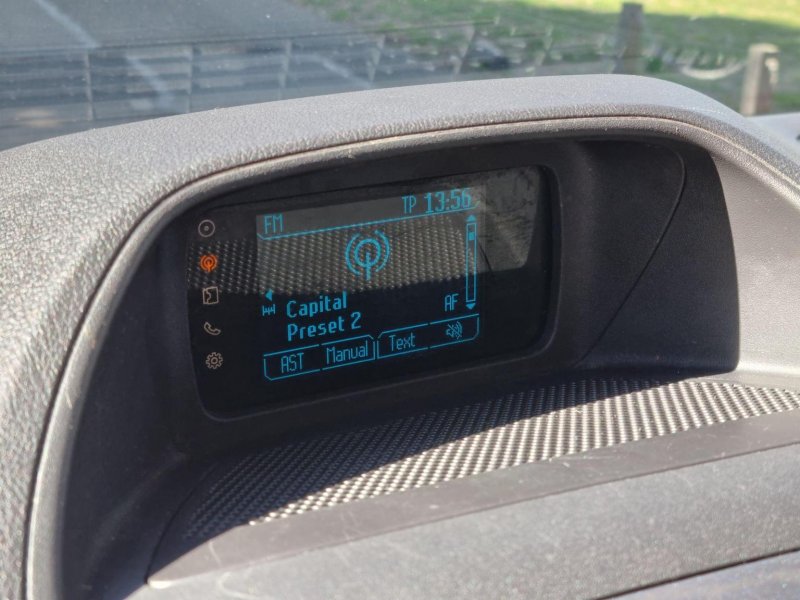 FM TP 13:56
Capital AF
Preset 2
AST Manual Text